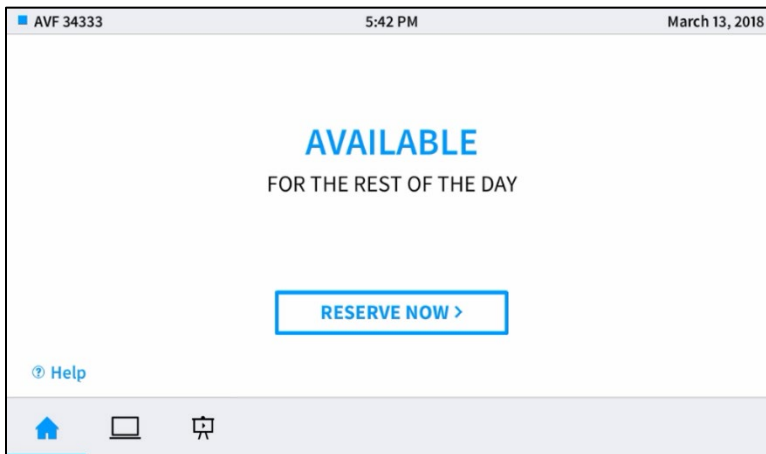 AVF 34333 5:42 PM March 13, 2018
AVAILABLE
FOR THE REST OF THE DAY
RESERVE NOW >
? Help